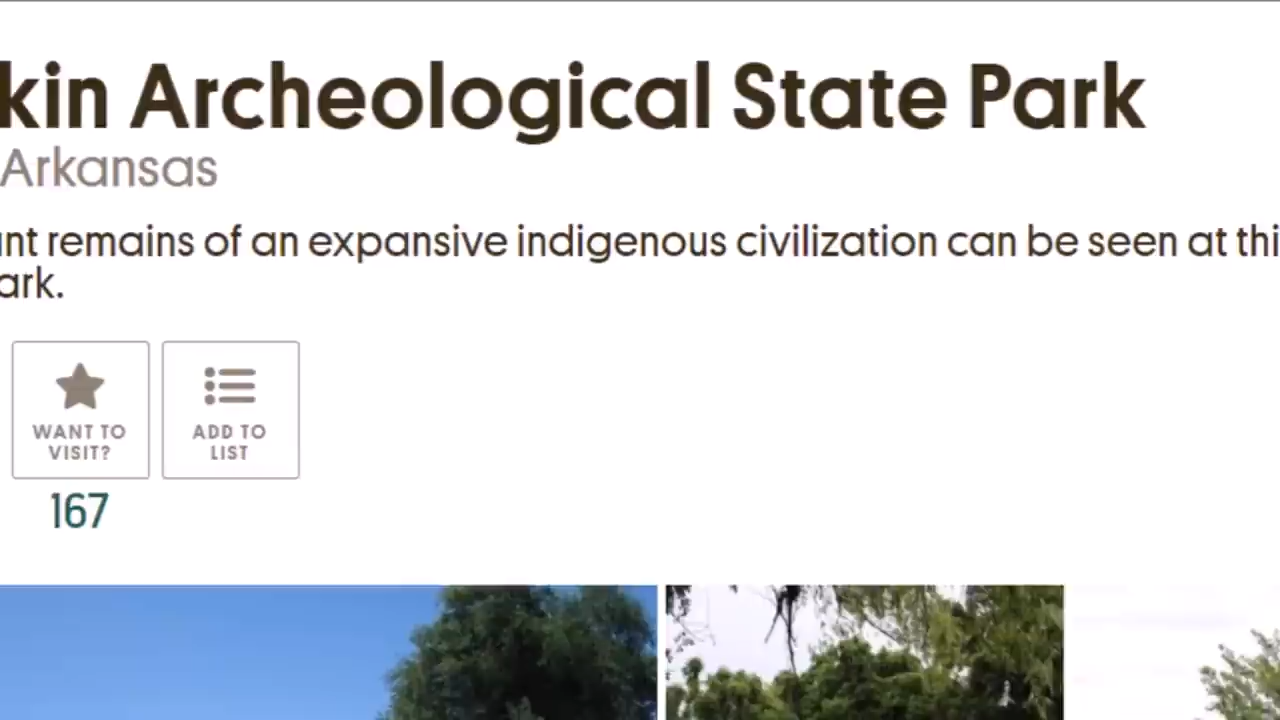 kin Archeological State Park
Arkansas
nt remains of an expansive indigenous civilization can be seen at thi
ark.
WANT TO
VISIT?
ADD TO
LIST
167